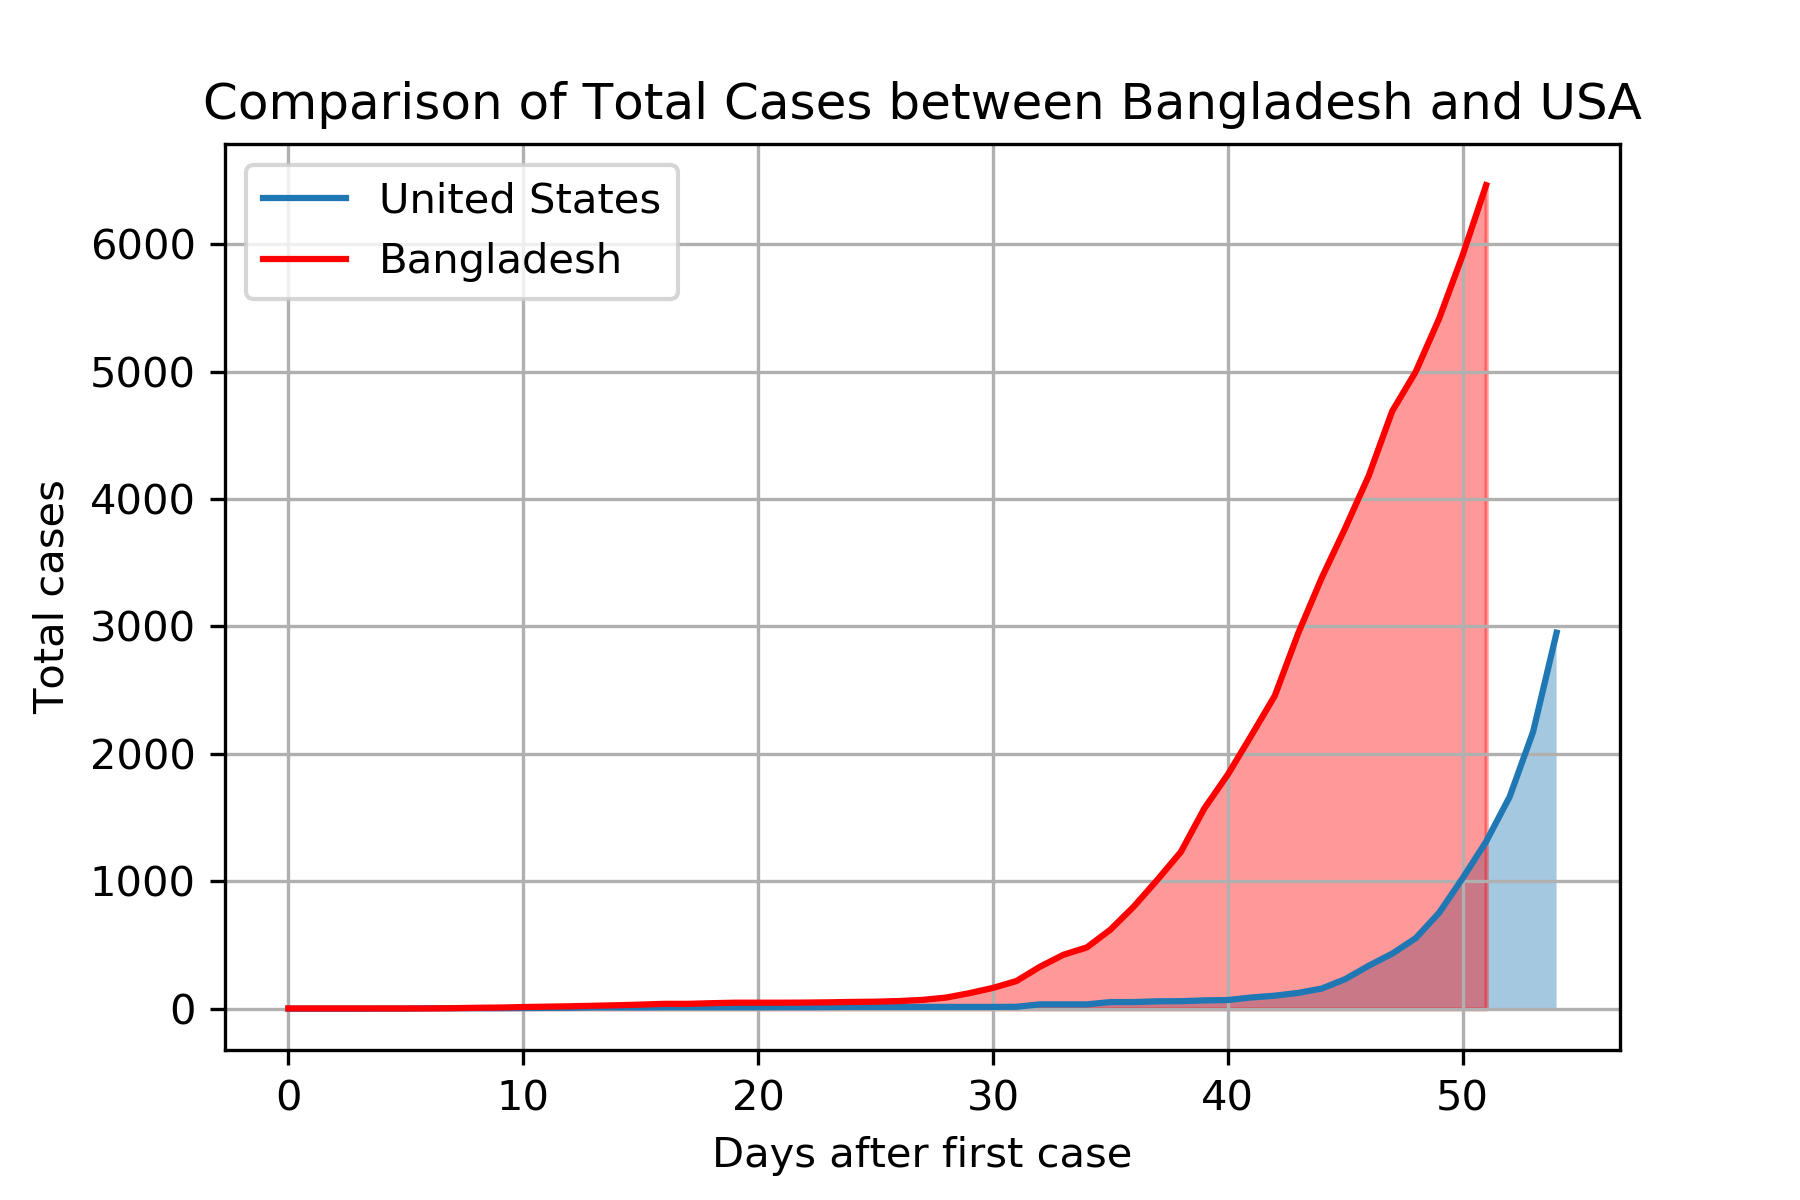 Comparison of Total Cases between Bangladesh and USA
United States
Bangladesh
6000
5000
4000
3000
2000
1000
0
Total cases
0 10 20 30 40 50
Days after first case